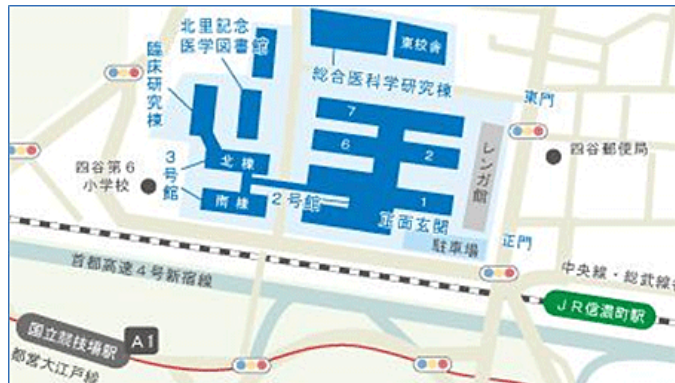 北里記念
医学図書館
臨床研究棟
総合医科学研究棟
東校舎
東門
7
6
2
1
レンガ館
四谷郵便局
四谷第6
小学校
3号館
北棟
南棟
2号館
正面玄関
駐車場
正門
首都高速4号新宿線
中央線・総武線
JR信濃町駅
国立競技場駅
A1
都営大江戸線